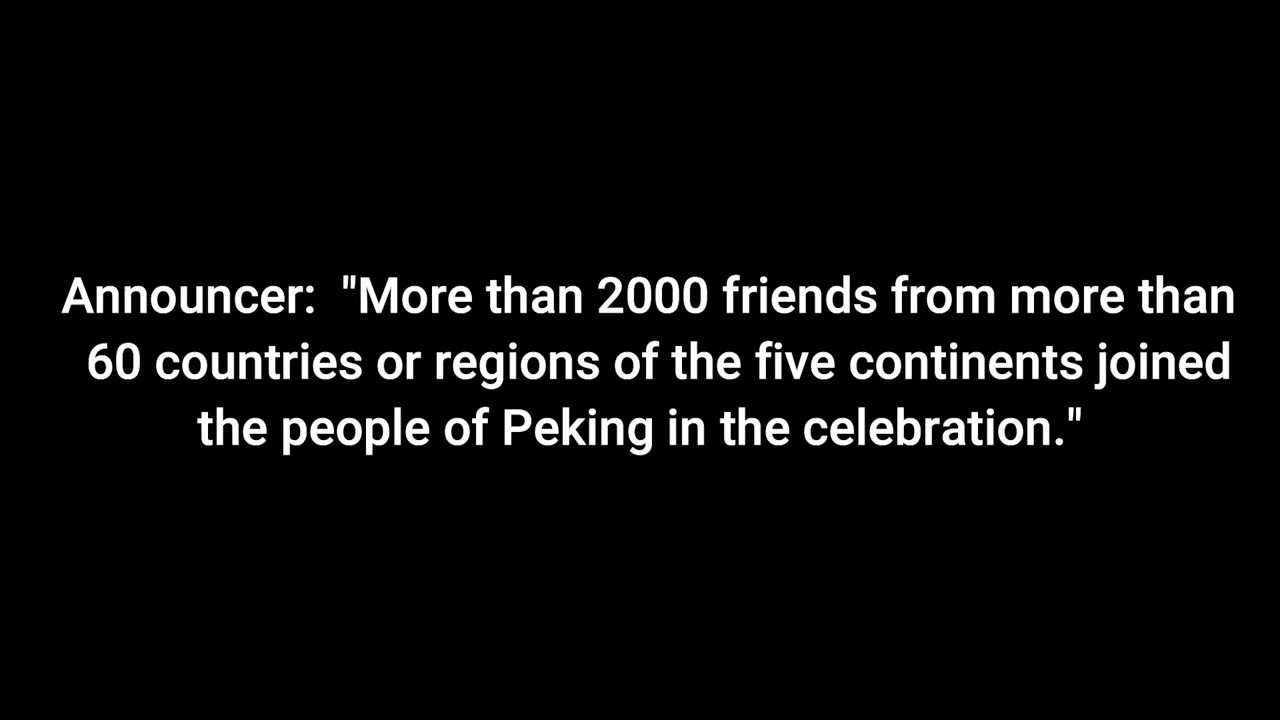 Announcer:  "More than 2000 friends from more than
60 countries or regions of the five continents joined
the people of Peking in the celebration."